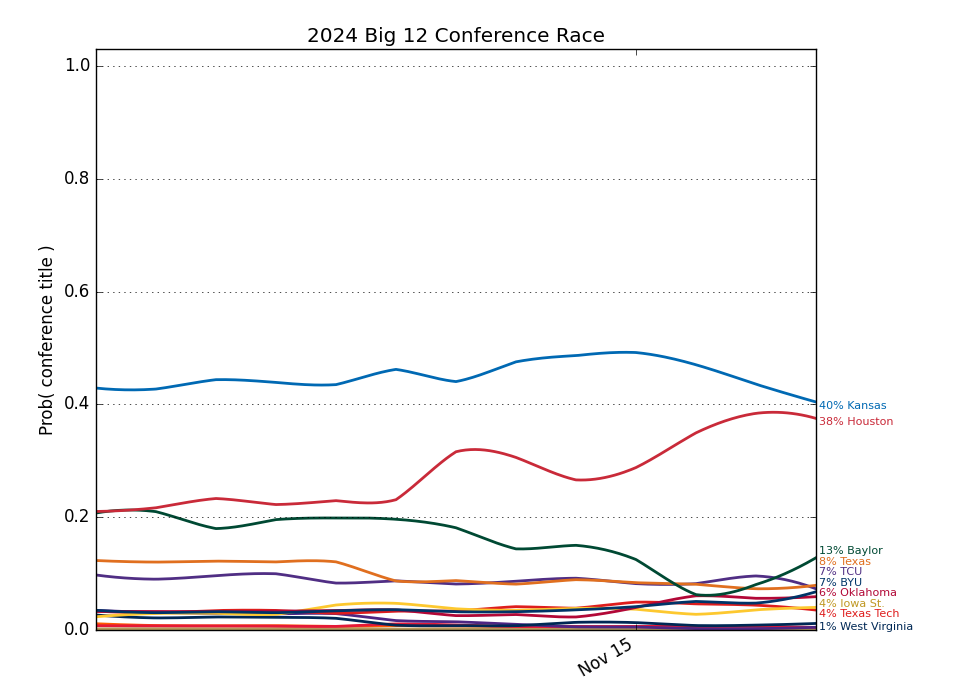 2024 Big 12 Conference Race
Prob( conference title )
1.0
0.8
0.6
0.4
0.2
0.0
Nov 15
40% Kansas
38% Houston
13% Baylor
8% Texas
7% TCU
7% BYU
6% Oklahoma
4% Iowa St.
4% Texas Tech
1% West Virginia